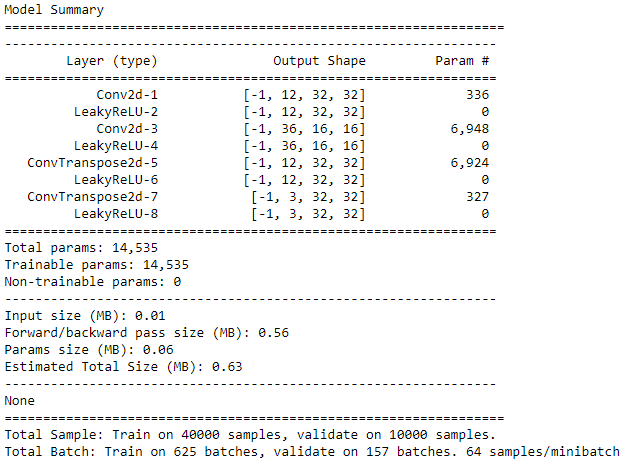 Model Summary
=================================================================
----------------------------------------------------------------
Layer (type) Output Shape Param #
================================================================
Conv2d-1 [-1, 12, 32, 32] 336
LeakyReLU-2 [-1, 12, 32, 32] 0
Conv2d-3 [-1, 36, 16, 16] 6,948
LeakyReLU-4 [-1, 36, 16, 16] 0
ConvTranspose2d-5 [-1, 12, 32, 32] 6,924
LeakyReLU-6 [-1, 12, 32, 32] 0
ConvTranspose2d-7 [-1, 3, 32, 32] 327
LeakyReLU-8 [-1, 3, 32, 32] 0
================================================================
Total params: 14,535
Trainable params: 14,535
Non-trainable params: 0
----------------------------------------------------------------
Input size (MB): 0.01
Forward/backward pass size (MB): 0.56
Params size (MB): 0.06
Estimated Total Size (MB): 0.63
----------------------------------------------------------------
None
=================================================================
Total Sample: Train on 40000 samples, validate on 10000 samples.
Total Batch: Train on 625 batches, validate on 157 batches. 64 samples/minibatch